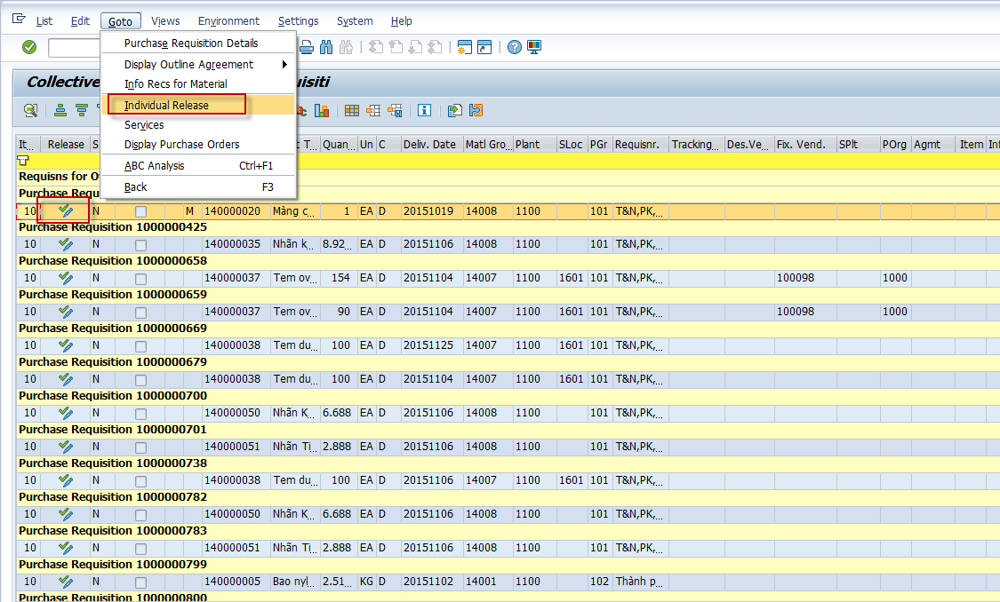 List Edit Goto Views Environment Settings System Help
Purchase Requisition Details
Display Outline Agreement
Info Recs for Material
Collective uisiti
Individual Release
Services
Display Purchase Orders
ABC Analysis Ctrl+F1
Back F3
It... Release S T... Quan... Un C Deliv. Date Matl Gro... Plant SLoc PGr Requisnr. Tracking... Des.Ve... Fix. Vend. SPlt POrg Agmt Item Inf
Requisns for O
Purchase Requ
10 N M 140000020 Màng c... 1 EA D 20151019 14008 1100 101 T&N,PK,...
Purchase Requisition 1000000425
10 N 140000035 Nhãn k... 8.92... EA D 20151106 14008 1100 101 T&N,PK,...
Purchase Requisition 1000000658
10 N 140000037 Tem ov... 154 EA D 20151104 14007 1100 1601 101 T&N,PK,... 100098 1000
Purchase Requisition 1000000659
10 N 140000037 Tem ov... 90 EA D 20151104 14007 1100 1601 101 T&N,PK,... 100098 1000
Purchase Requisition 1000000669
10 N 140000038 Tem du... 100 EA D 20151125 14007 1100 1601 101 T&N,PK,...
Purchase Requisition 1000000679
10 N 140000038 Tem du... 100 EA D 20151104 14007 1100 1601 101 T&N,PK,...
Purchase Requisition 1000000700
10 N 140000050 Nhãn K... 6.688 EA D 20151106 14008 1100 101 T&N,PK,...
Purchase Requisition 1000000701
10 N 140000051 Nhãn Ti... 2.888 EA D 20151106 14008 1100 101 T&N,PK,...
Purchase Requisition 1000000738
10 N 140000038 Tem du... 100 EA D 20151106 14007 1100 1601 101 T&N,PK,...
Purchase Requisition 1000000782
10 N 140000050 Nhãn K... 6.688 EA D 20151106 14008 1100 101 T&N,PK,...
Purchase Requisition 1000000783
10 N 140000051 Nhãn Ti... 2.888 EA D 20151106 14008 1100 101 T&N,PK,...
Purchase Requisition 1000000799
10 N 140000005 Bao nyl... 2.51... KG D 20151102 14001 1100 102 Thành p...
Purchase Requisition 1000000800